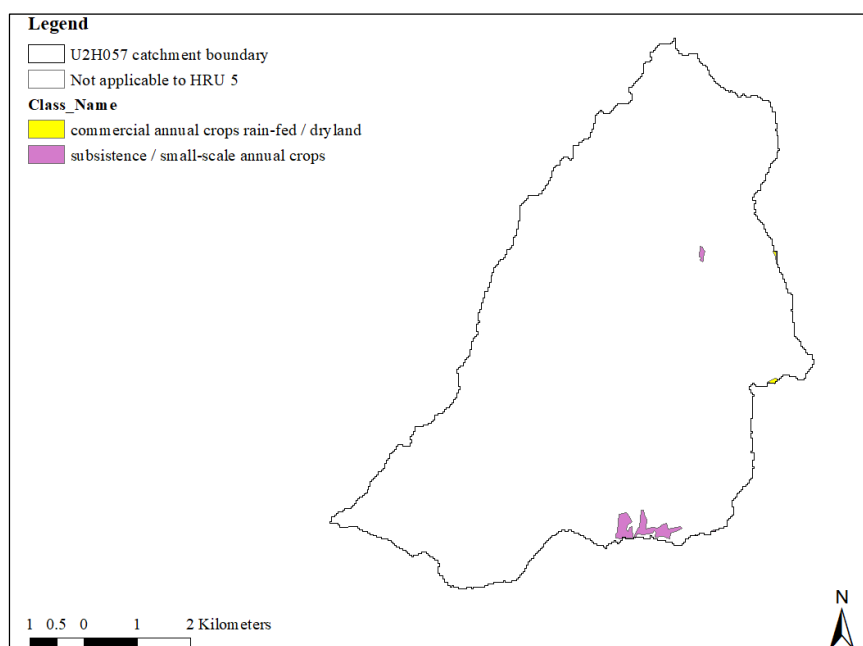 Legend
U2H057 catchment boundary
Not applicable to HRU 5
Class_Name
commercial annual crops rain-fed / dryland
subsistence / small-scale annual crops
1 0.5 0 1 2 Kilometers
N